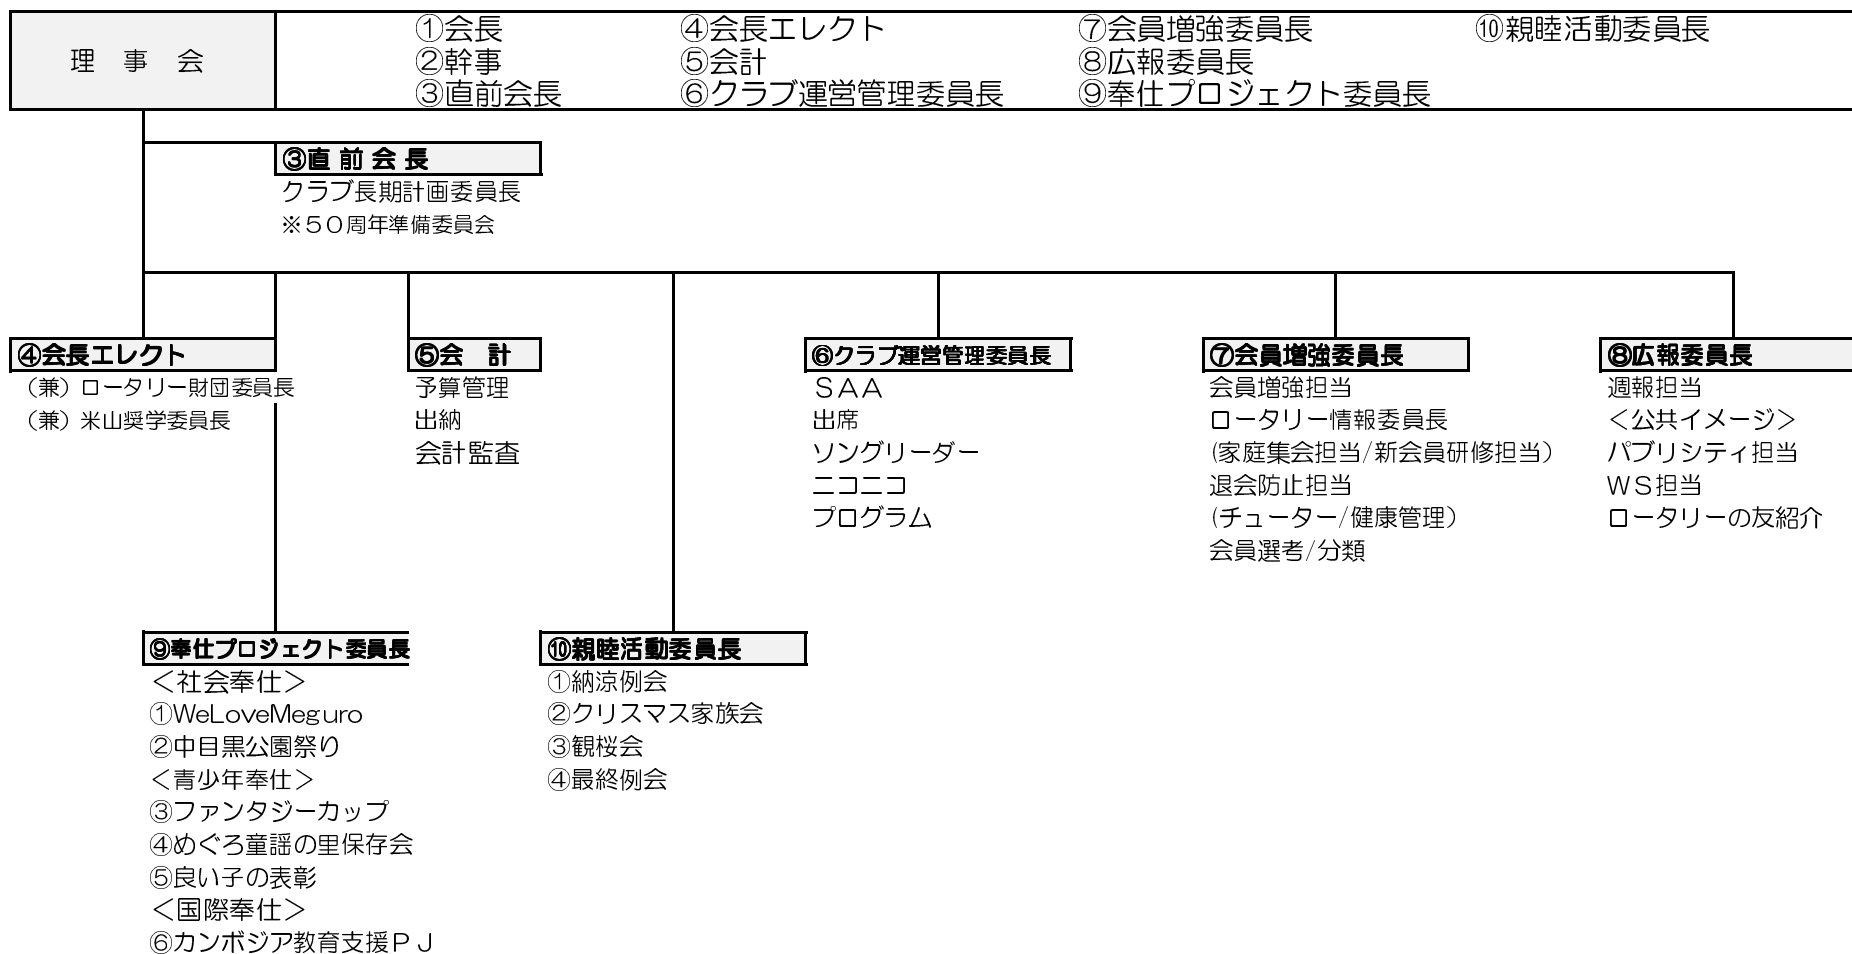 理 事 会
①会長
②幹事
③直前会長
④会長エレクト
⑤会計
⑥クラブ運営管理委員長
⑦会員増強委員長
⑧広報委員長
⑨奉仕プロジェクト委員長
⑩親睦活動委員長
③直 前 会 長
クラブ長期計画委員長
※５０周年準備委員会
④会長エレクト
（兼）ロータリー財団委員長
（兼）米山奨学委員長
⑤会　計
予算管理
出納
会計監査
⑥クラブ運営管理委員長
ＳＡＡ
出席
ソングリーダー
ニコニコ
プログラム
⑦会員増強委員長
会員増強担当
ロータリー情報委員長
(家庭集会担当/新会員研修担当）
退会防止担当
(チューター/健康管理）
会員選考/分類
⑧広報委員長
週報担当
＜公共イメージ＞
パブリシティ担当
ＷＳ担当
ロータリーの友紹介
⑨奉仕プロジェクト委員長
＜社会奉仕＞
①WeLoveMeguro
②中目黒公園祭り
＜青少年奉仕＞
③ファンタジーカップ
④めぐろ童謡の里保存会
⑤良い子の表彰
＜国際奉仕＞
⑥カンボジア教育支援ＰＪ
⑩親睦活動委員長
①納涼例会
②クリスマス家族会
③観桜会
④最終例会